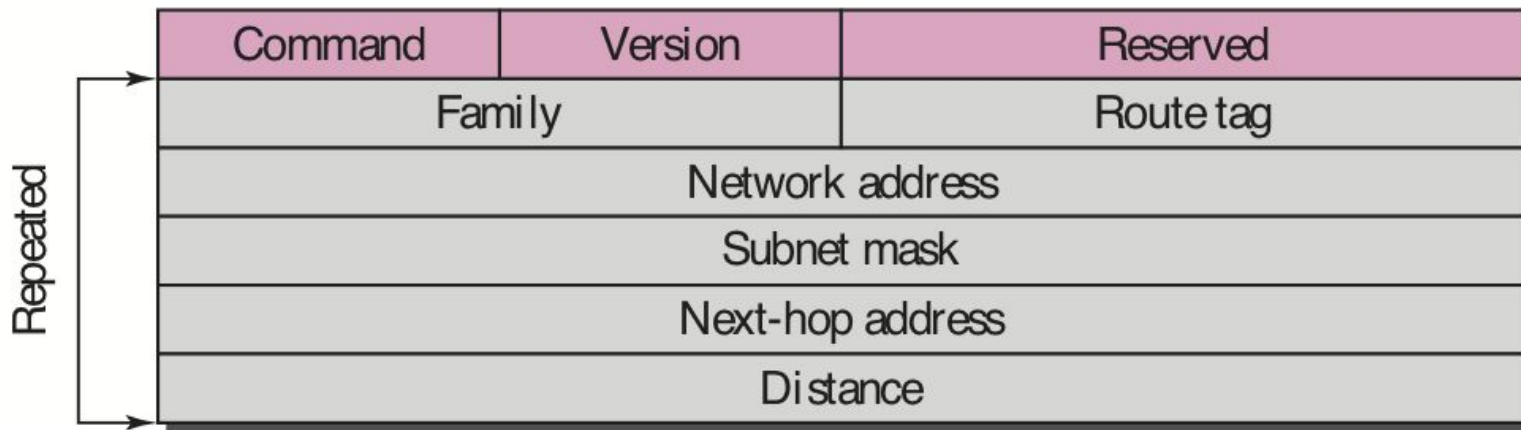 Command Version Reserved
Family Route tag
Network address
Subnet mask
Next-hop address
Distance
Repeated